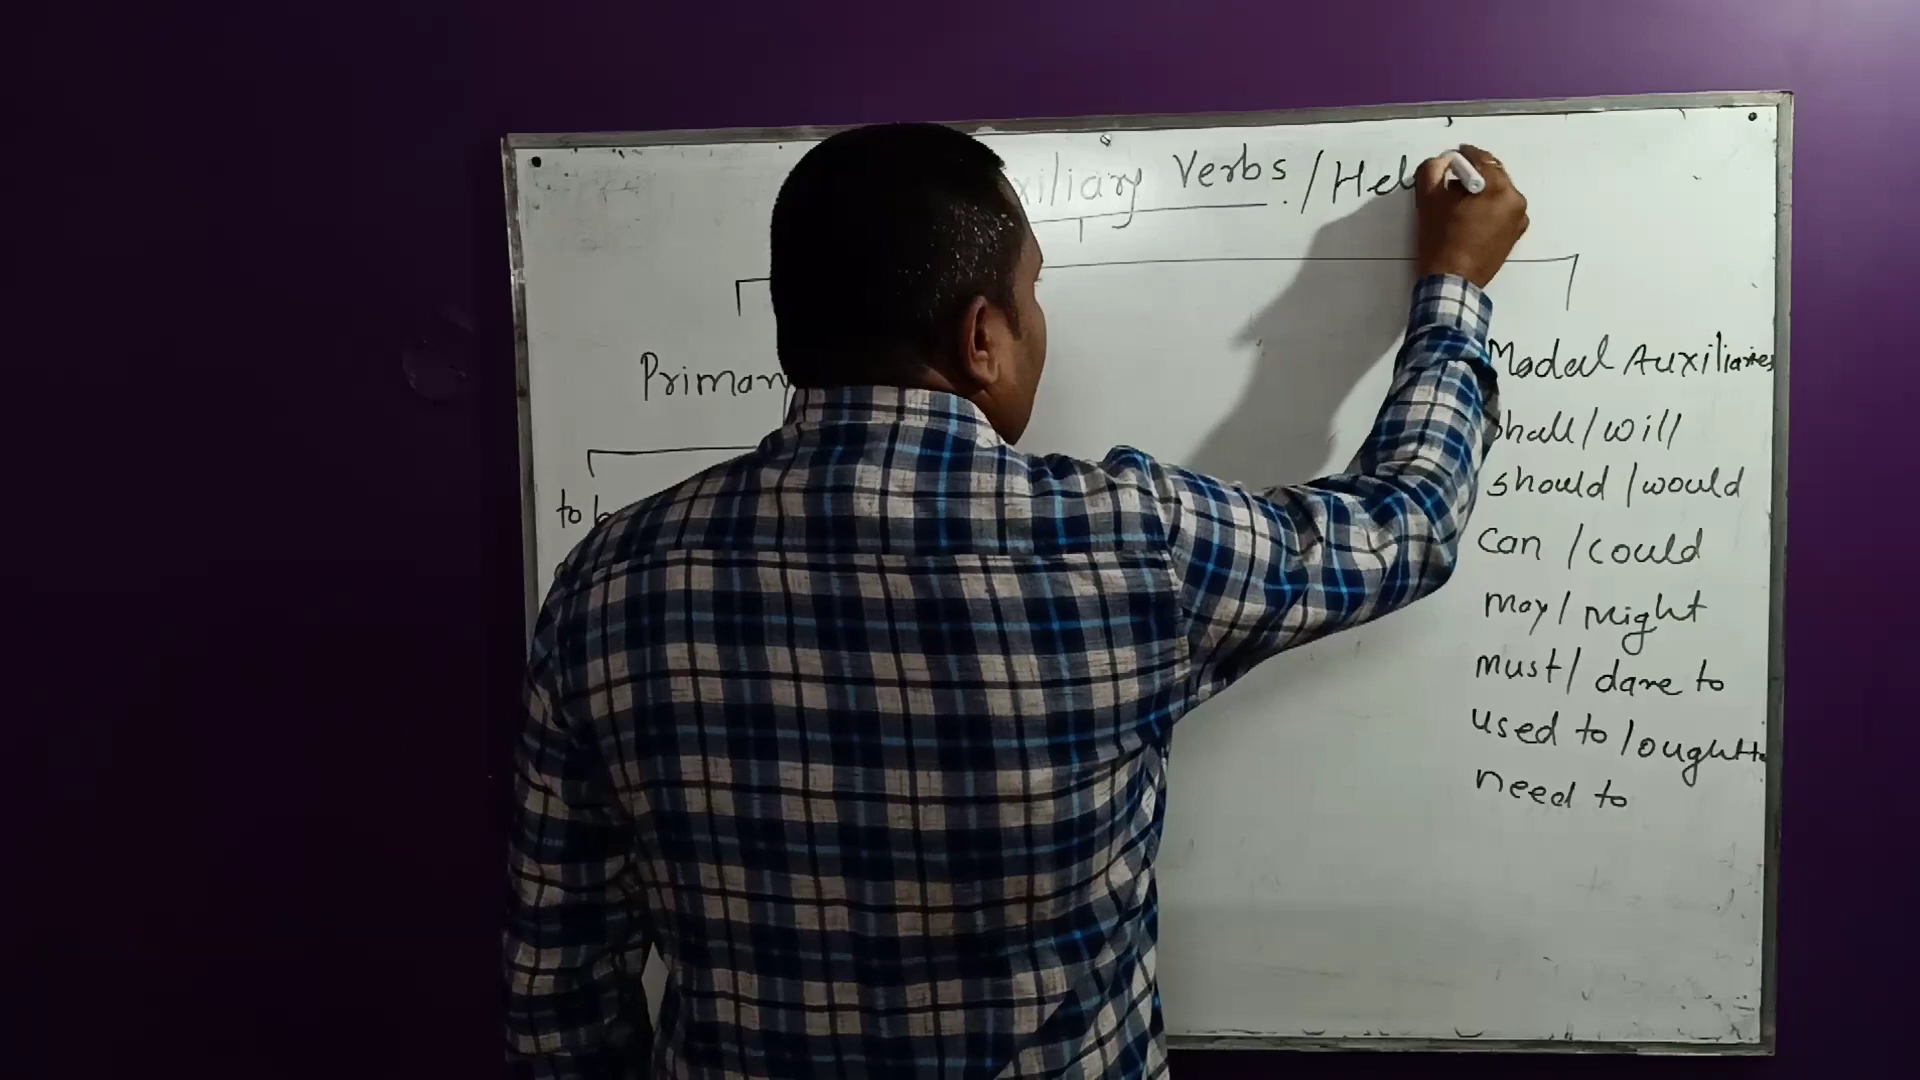 xiliary Verbs . / Hel
Primary
Modal Auxiliaries
shall / will
should / would
can / could
may / might
must / dare to
used to / ought to
need to
to b